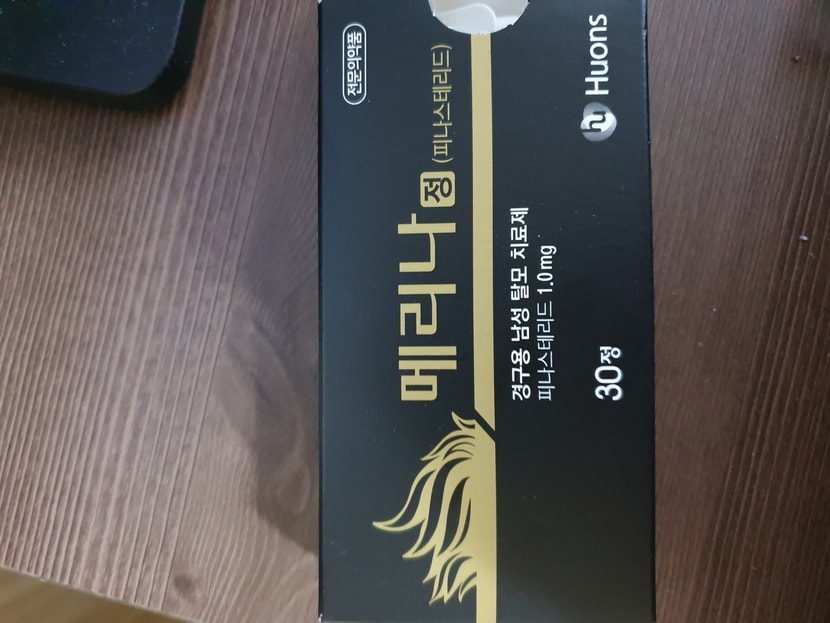 전문의약품
메리나 정 (피나스테리드)
경구용 남성 탈모 치료제
피나스테리드 1.0mg
30정
hu Huons